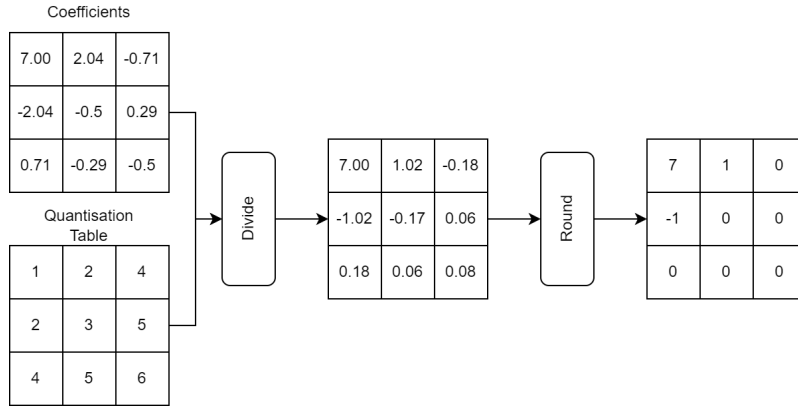 Coefficients
7.00 2.04 -0.71
-2.04 -0.5 0.29
0.71 -0.29 -0.5
Quantisation
Table
1 2 4
2 3 5
4 5 6
Divide
7.00 1.02 -0.18
-1.02 -0.17 0.06
0.18 0.06 0.08
Round
7 1 0
-1 0 0
0 0 0